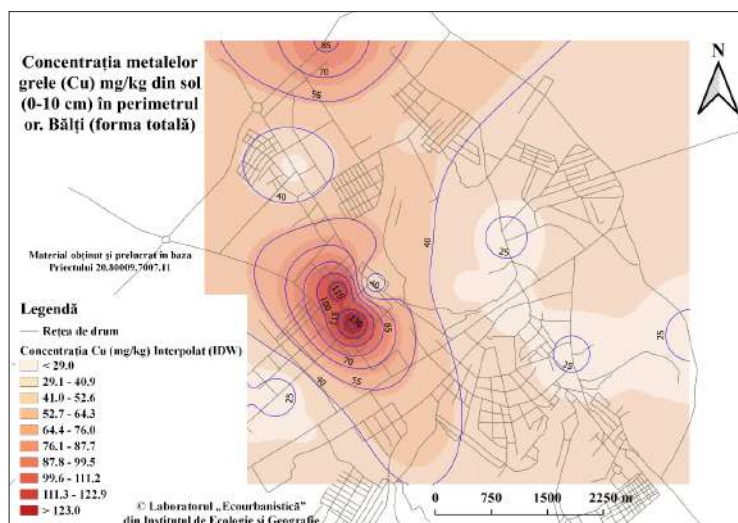 Concentrația metalelor
grele (Cu) mg/kg din sol
(0-10 cm) în perimetrul
or. Bălți (forma totală)
N
85
70
55
40
40
25
40
115
100
85
130
70
55
40
25
25
25
Material obținut și prelucrat în baza
Priectului 20.80009.7007.11
Legendă
Rețea de drum
Concentrația Cu (mg/kg) Interpolat (IDW)
< 29.0
29.1 - 40.9
41.0 - 52.6
52.7 - 64.3
64.4 - 76.0
76.1 - 87.7
87.8 - 99.5
99.6 - 111.2
111.3 - 122.9
> 123.0
© Laboratorul „Ecourbanistică”
din Institutul de Ecologie și Geografie
0 750 1500 2250 m